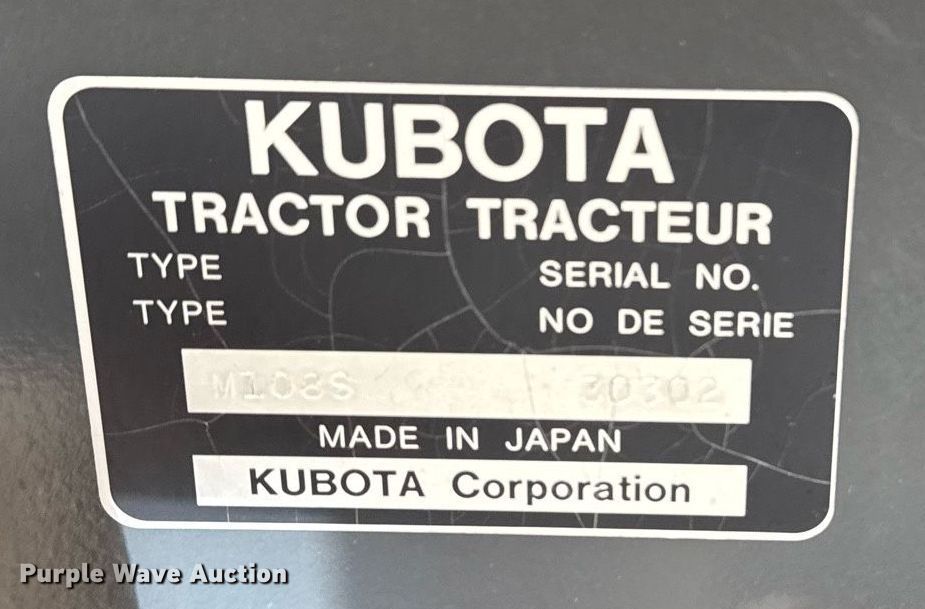 KUBOTA
TRACTOR TRACTEUR
TYPE SERIAL NO.
TYPE NO DE SERIE
M108S 30302
MADE IN JAPAN
KUBOTA Corporation
Purple Wave Auction